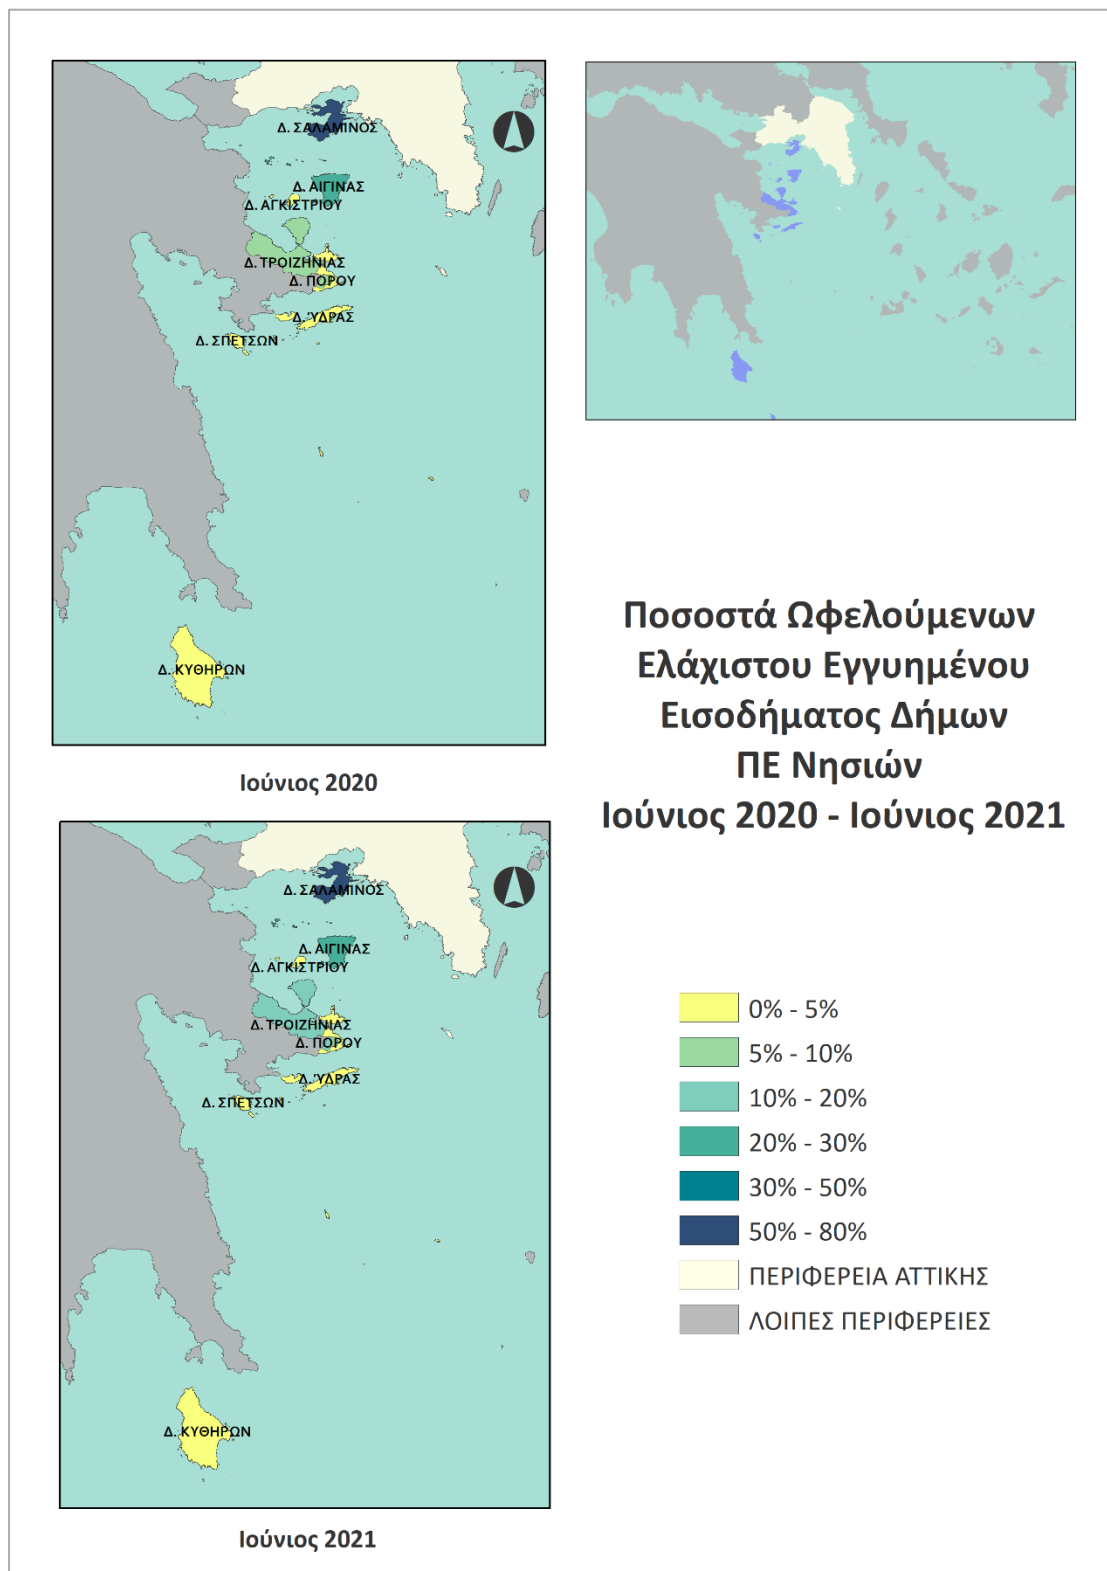 Δ. ΣΑΛΑΜΙΝΟΣ
Δ. ΑΙΓΙΝΑΣ
Δ. ΑΓΚΙΣΤΡΙΟΥ
Δ. ΤΡΟΙΖΗΝΙΑΣ
Δ. ΠΟΡΟΥ
Δ. ΎΔΡΑΣ
Δ. ΣΠΕΤΣΩΝ
Δ. ΚΥΘΗΡΩΝ
Ιούνιος 2020
Ποσοστά Ωφελούμενων
Ελάχιστου Εγγυημένου
Εισοδήματος Δήμων
ΠΕ Νησιών
Ιούνιος 2020 - Ιούνιος 2021
Δ. ΣΑΛΑΜΙΝΟΣ
Δ. ΑΙΓΙΝΑΣ
Δ. ΑΓΚΙΣΤΡΙΟΥ
Δ. ΤΡΟΙΖΗΝΙΑΣ
Δ. ΠΟΡΟΥ
Δ. ΎΔΡΑΣ
Δ. ΣΠΕΤΣΩΝ
Δ. ΚΥΘΗΡΩΝ
Ιούνιος 2021
0% - 5%
5% - 10%
10% - 20%
20% - 30%
30% - 50%
50% - 80%
ΠΕΡΙΦΕΡΕΙΑ ΑΤΤΙΚΗΣ
ΛΟΙΠΕΣ ΠΕΡΙΦΕΡΕΙΕΣ